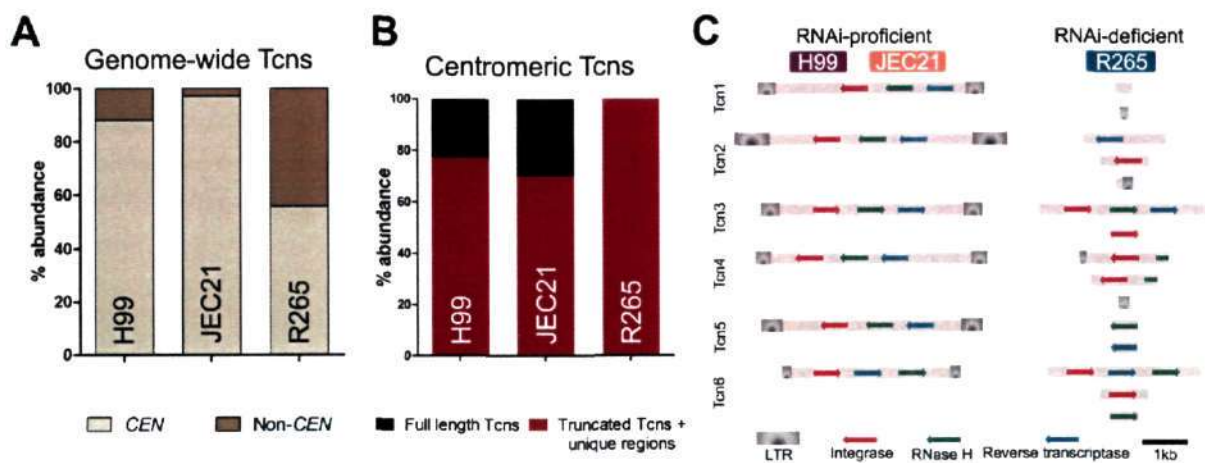 A
Genome-wide Tcns
% abundance
100
80
60
40
20
0
H99
JEC21
R265
CEN
Non-CEN
B
Centromeric Tcns
% abundance
100
80
60
40
20
0
H99
JEC21
R265
Full length Tcns
Truncated Tcns +
unique regions
C
RNAi-proficient
RNAi-deficient
H99
JEC21
R265
Tcn1
Tcn2
Tcn3
Tcn4
Tcn5
Tcn6
LTR
Integrase
RNase H
Reverse transcriptase
1kb